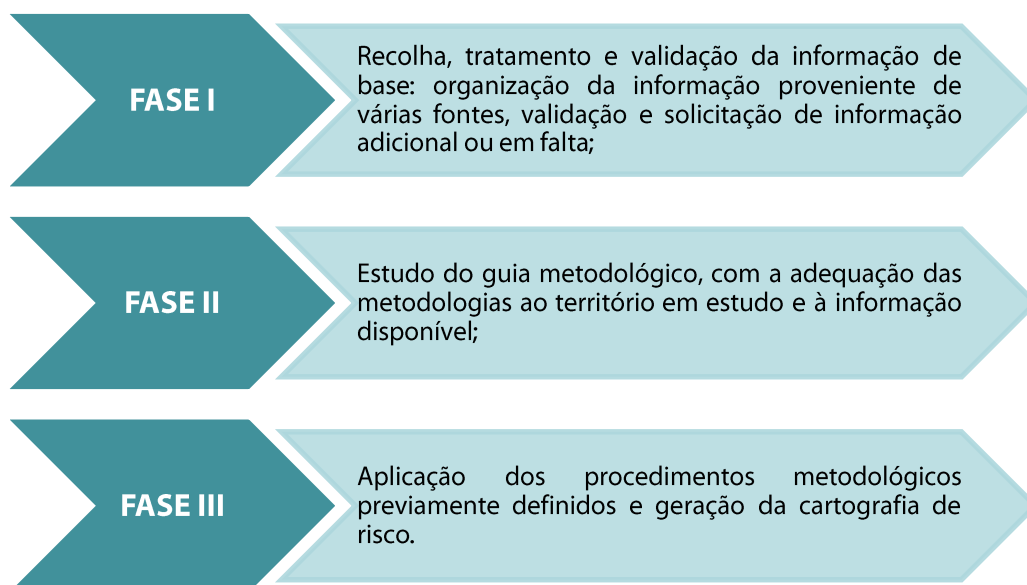 FASE I
Recolha, tratamento e validação da informação de
base: organização da informação proveniente de
várias fontes, validação e solicitação de informação
adicional ou em falta;
FASE II
Estudo do guia metodológico, com a adequação das
metodologias ao território em estudo e à informação
disponível;
FASE III
Aplicação dos procedimentos metodológicos
previamente definidos e geração da cartografia de
risco.